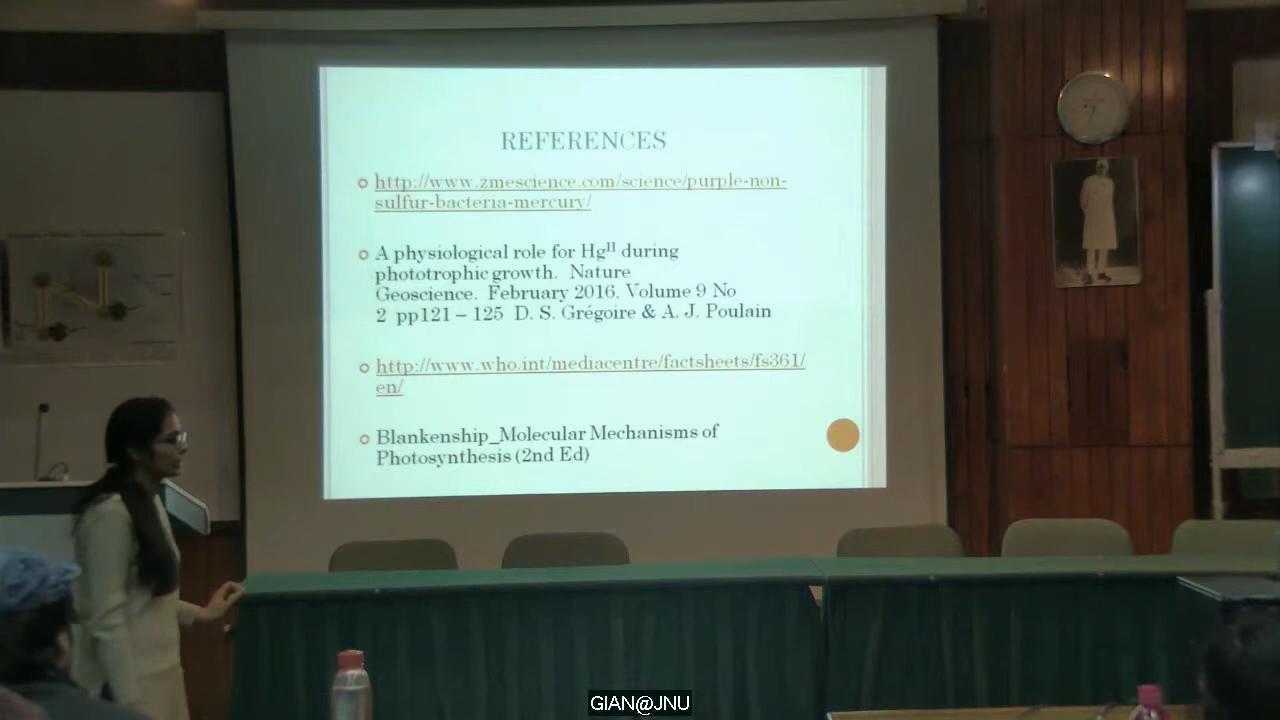 REFERENCES
http://www.zmescience.com/science/purple-non-
sulfur-bacteria-mercury/
A physiological role for Hgᴵᴵ during
phototrophic growth. Nature
Geoscience. February 2016. Volume 9 No
2 pp121 – 125 D. S. Grégoire & A. J. Poulain
http://www.who.int/mediacentre/factsheets/fs361/
en/
Blankenship_Molecular Mechanisms of
Photosynthesis (2nd Ed)
GIAN@JNU